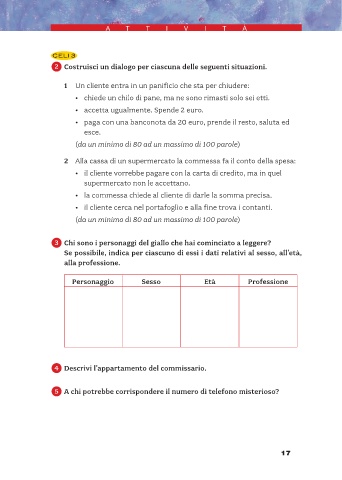 ATTIVITÀ
CELI 3
2 Costruisci un dialogo per ciascuna delle seguenti situazioni.
1 Un cliente entra in un panificio che sta per chiudere:
• chiede un chilo di pane, ma ne sono rimasti solo sei etti.
• accetta ugualmente. Spende 2 euro.
• paga con una banconota da 20 euro, prende il resto, saluta ed
esce.
(da un minimo di 80 ad un massimo di 100 parole)
2 Alla cassa di un supermercato la commessa fa il conto della spesa:
• il cliente vorrebbe pagare con la carta di credito, ma in quel
supermercato non le accettano.
• la commessa chiede al cliente di darle la somma precisa.
• il cliente cerca nel portafoglio e alla fine trova i contanti.
(da un minimo di 80 ad un massimo di 100 parole)
3 Chi sono i personaggi del giallo che hai cominciato a leggere?
Se possibile, indica per ciascuno di essi i dati relativi al sesso, all'età,
alla professione.
Personaggio Sesso Età Professione
4 Descrivi l'appartamento del commissario.
5 A chi potrebbe corrispondere il numero di telefono misterioso?
17